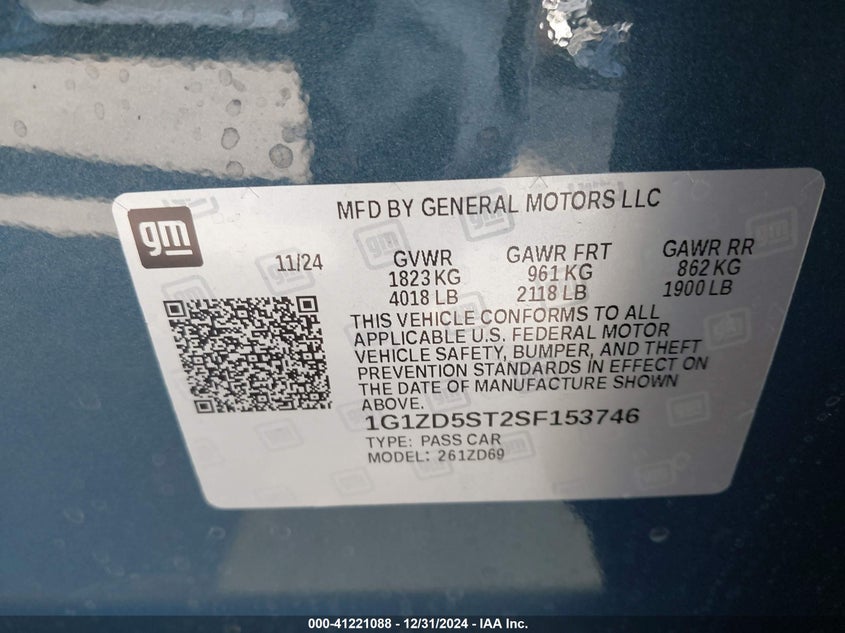 gm
MFD BY GENERAL MOTORS LLC
11/24
GVWR
1823 KG
4018 LB
GAWR FRT
961 KG
2118 LB
GAWR RR
862 KG
1900 LB
THIS VEHICLE CONFORMS TO ALL
APPLICABLE U.S. FEDERAL MOTOR
VEHICLE SAFETY, BUMPER, AND THEFT
PREVENTION STANDARDS IN EFFECT ON
THE DATE OF MANUFACTURE SHOWN
ABOVE.
1G1ZD5ST2SF153746
TYPE: PASS CAR
MODEL: 261ZD69
000-41221088 - 12/31/2024 - IAA Inc.